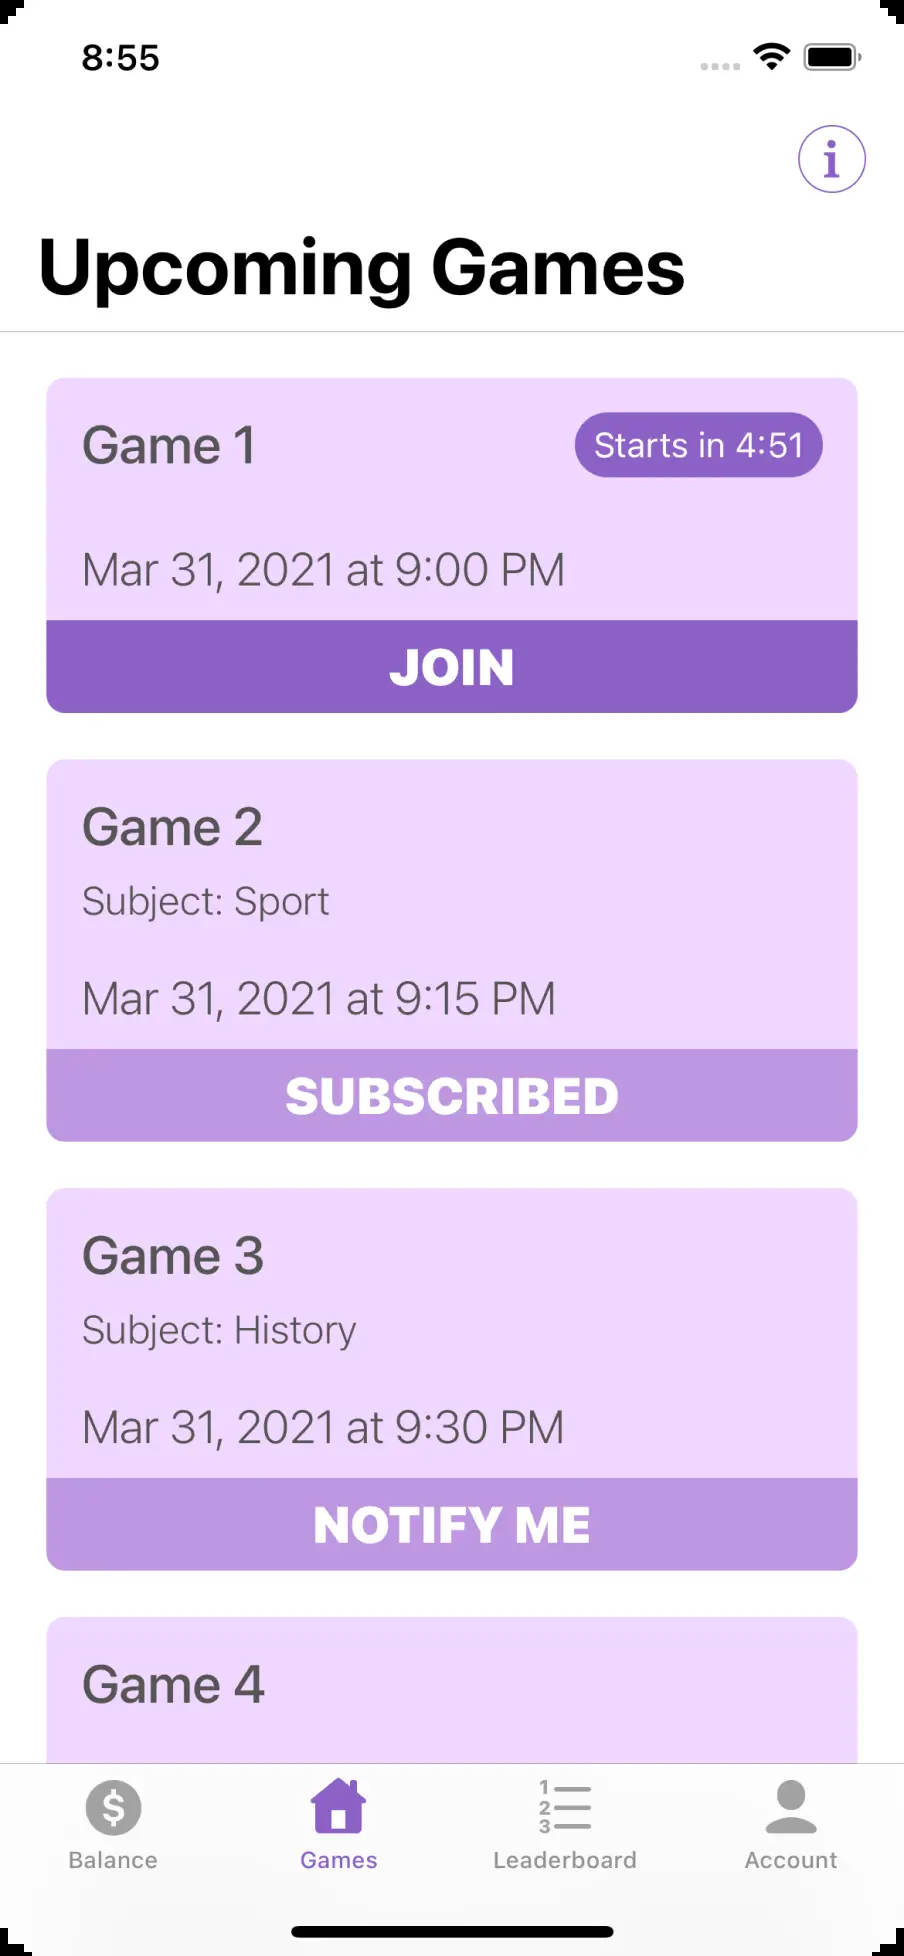 8:55
i
Upcoming Games
Game 1
Starts in 4:51
Mar 31, 2021 at 9:00 PM
JOIN
Game 2
Subject: Sport
Mar 31, 2021 at 9:15 PM
SUBSCRIBED
Game 3
Subject: History
Mar 31, 2021 at 9:30 PM
NOTIFY ME
Game 4
$
1
2
3
Balance
Games
Leaderboard
Account